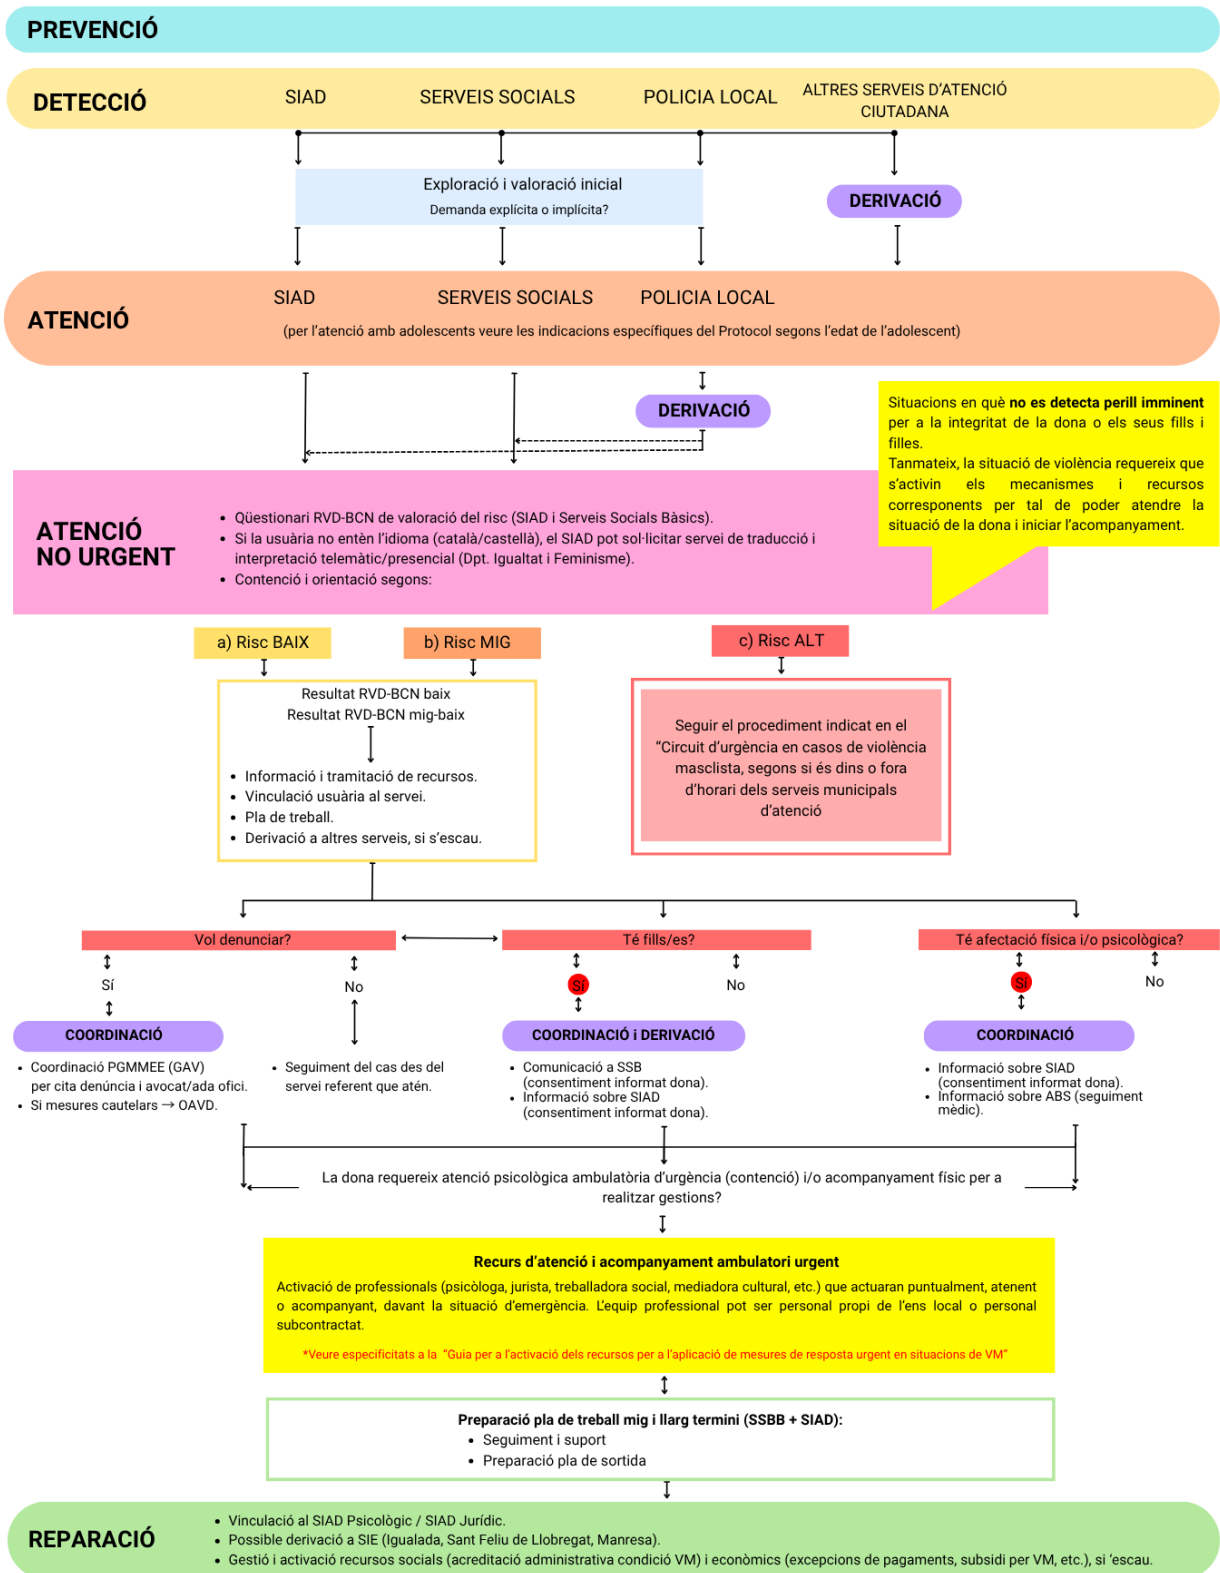 PREVENCIÓ
DETECCIÓ
SIAD
SERVEIS SOCIALS
POLICIA LOCAL
ALTRES SERVEIS D'ATENCIÓ
CIUTADANA
Exploració i valoració inicial
Demanda explícita o implícita?
DERIVACIÓ
ATENCIÓ
SIAD
SERVEIS SOCIALS
POLICIA LOCAL
(per l'atenció amb adolescents veure les indicacions específiques del Protocol segons l'edat de l'adolescent)
DERIVACIÓ
Situacions en què no es detecta perill imminent
per a la integritat de la dona o els seus fills i
filles.
Tanmateix, la situació de violència requereix que
s'activin els mecanismes i recursos
corresponents per tal de poder atendre la
situació de la dona i iniciar l'acompanyament.
ATENCIÓ
NO URGENT
• Qüestionari RVD-BCN de valoració del risc (SIAD i Serveis Socials Bàsics).
• Si la usuària no entèn l'idioma (català/castellà), el SIAD pot sol·licitar servei de traducció i
interpretació telemàtic/presencial (Dpt. Igualtat i Feminisme).
• Contenció i orientació segons:
a) Risc BAIX
b) Risc MIG
c) Risc ALT
Resultat RVD-BCN baix
Resultat RVD-BCN mig-baix
• Informació i tramitació de recursos.
• Vinculació usuària al servei.
• Pla de treball.
• Derivació a altres serveis, si s'escau.
Seguir el procediment indicat en el
“Circuit d'urgència en casos de violència
masclista, segons si és dins o fora
d'horari dels serveis municipals
d'atenció
Vol denunciar?
Té fills/es?
Té afectació física i/o psicològica?
Sí
No
Sí
No
Sí
No
COORDINACIÓ
• Coordinació PGMMEE (GAV)
per cita denúncia i avocat/ada ofici.
• Si mesures cautelars → OAVD.
• Seguiment del cas des del
servei referent que atén.
COORDINACIÓ i DERIVACIÓ
• Comunicació a SSB
(consentiment informat dona).
• Informació sobre SIAD
(consentiment informat dona).
COORDINACIÓ
• Informació sobre SIAD
(consentiment informat dona).
• Informació sobre ABS (seguiment
mèdic).
La dona requereix atenció psicològica ambulatòria d'urgència (contenció) i/o acompanyament físic per a
realitzar gestions?
Recurs d'atenció i acompanyament ambulatori urgent
Activació de professionals (psicòloga, jurista, treballadora social, mediadora cultural, etc.) que actuaran puntualment, atenent
o acompanyant, davant la situació d'emergència. L'equip professional pot ser personal propi de l'ens local o personal
subcontractat.
*Veure especificitats a la “Guia per a l'activació dels recursos per a l'aplicació de mesures de resposta urgent en situacions de VM”
Preparació pla de treball mig i llarg termini (SSBB + SIAD):
• Seguiment i suport
• Preparació pla de sortida
REPARACIÓ
• Vinculació al SIAD Psicològic / SIAD Jurídic.
• Possible derivació a SIE (Igualada, Sant Feliu de Llobregat, Manresa).
• Gestió i activació recursos socials (acreditació administrativa condició VM) i econòmics (excepcions de pagaments, subsidi per VM, etc.), si 'escau.